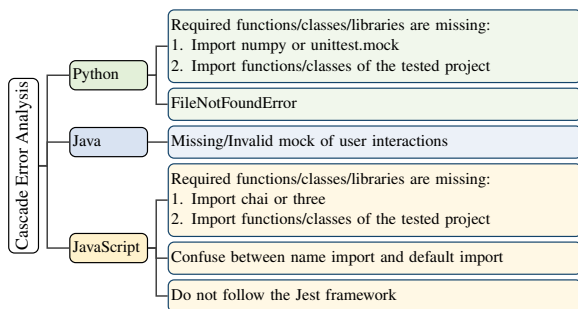 Cascade Error Analysis
Python
Required functions/classes/libraries are missing:
1. Import numpy or unittest.mock
2. Import functions/classes of the tested project
FileNotFoundError
Java
Missing/Invalid mock of user interactions
JavaScript
Required functions/classes/libraries are missing:
1. Import chai or three
2. Import functions/classes of the tested project
Confuse between name import and default import
Do not follow the Jest framework